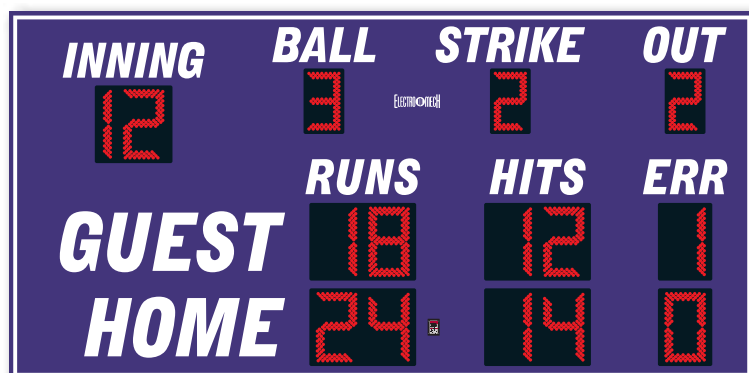 INNING BALL STRIKE OUT
12 3 ELECTRO-MECH 2 2
RUNS HITS ERR
GUEST 18 12 1
HOME 24 14 0